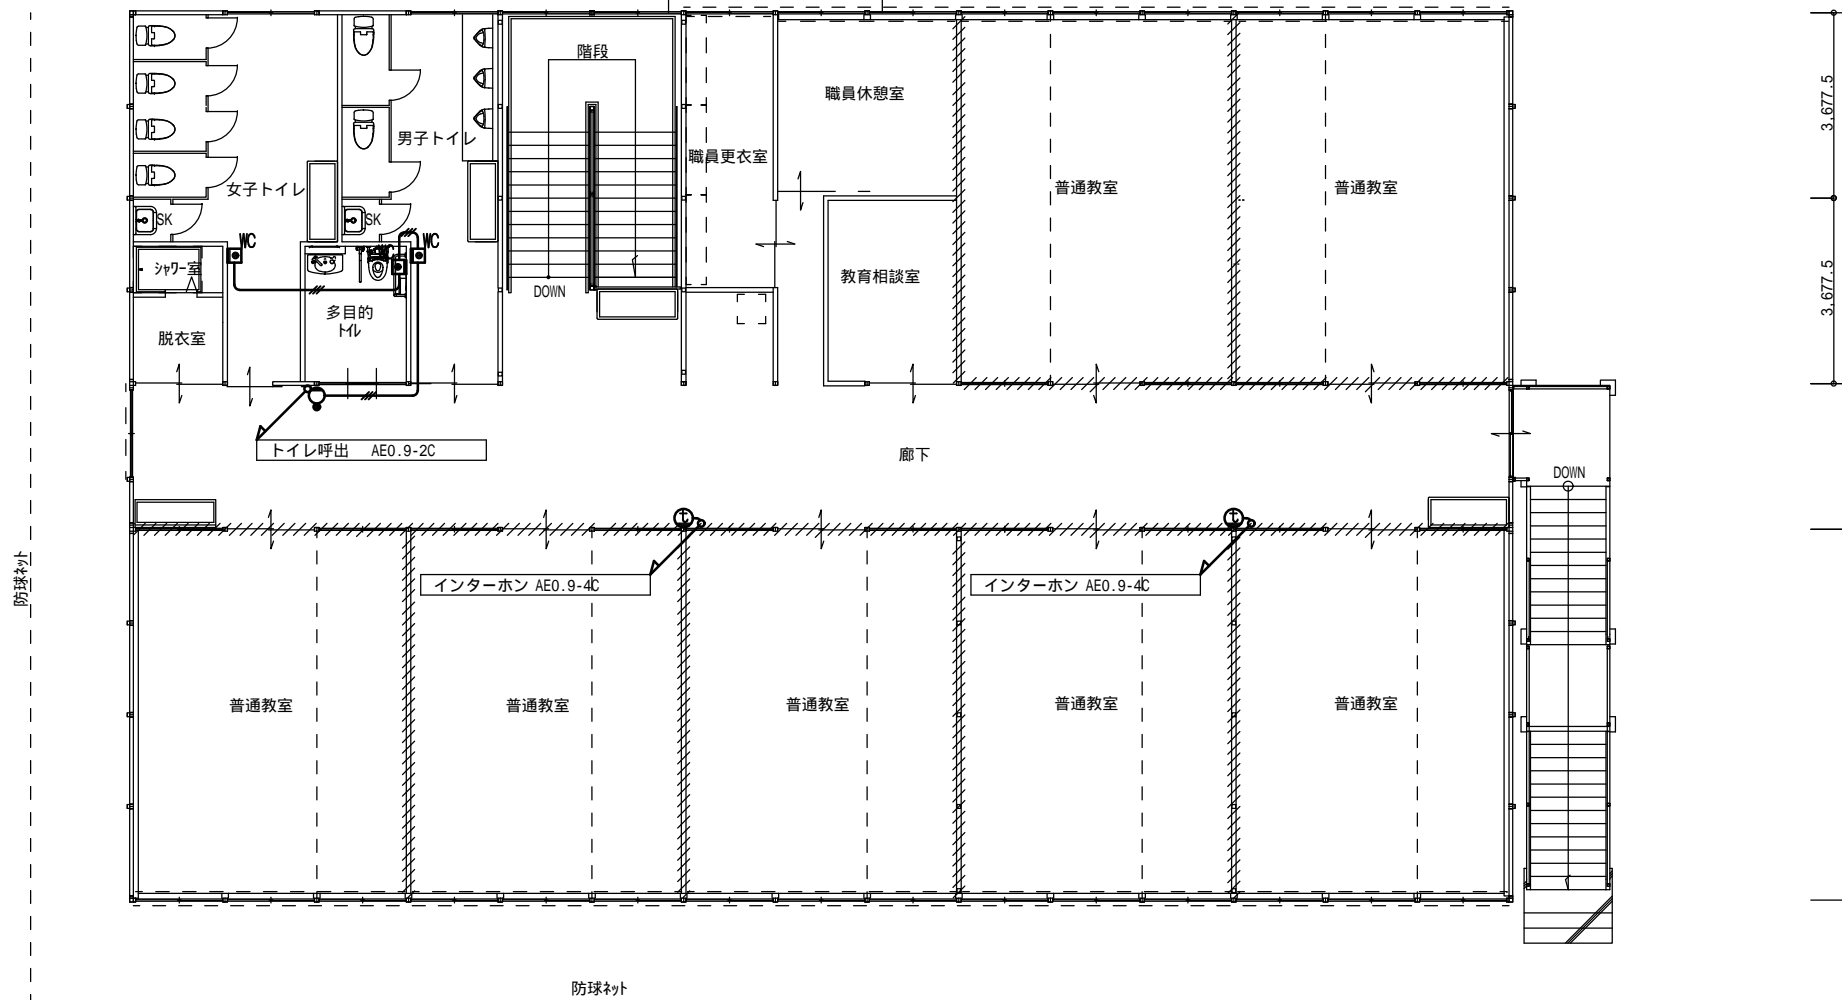 階段
職員休憩室
3,677.5
男子トイレ
職員更衣室
女子トイレ
普通教室
普通教室
SK
SK
WC
WC
シャワー室
教育相談室
3,677.5
DOWN
多目的
トイレ
脱衣室
トイレ呼出 AE0.9-2C
廊下
DOWN
t
t
防球ネット
インターホン AE0.9-4C
インターホン AE0.9-4C
普通教室
普通教室
普通教室
普通教室
普通教室
防球ネット